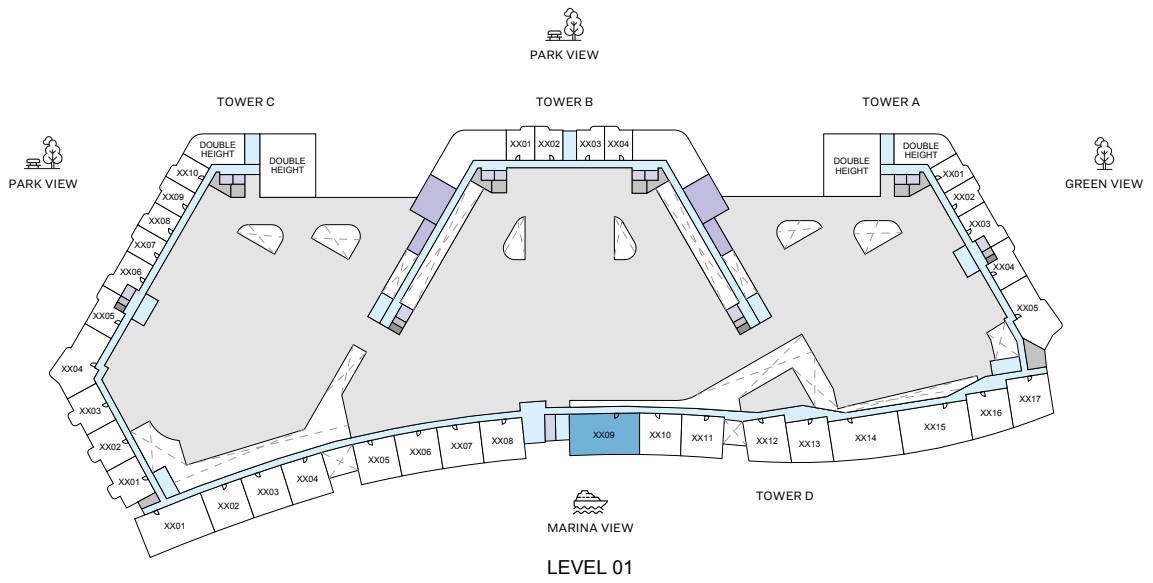 PARK VIEW
TOWER C
TOWER B
TOWER A
PARK VIEW
GREEN VIEW
DOUBLE
HEIGHT
DOUBLE
HEIGHT
XX10
XX09
XX08
XX07
XX06
XX05
XX04
XX03
XX02
XX01
XX01
XX02
XX03
XX04
DOUBLE
HEIGHT
DOUBLE
HEIGHT
XX01
XX02
XX03
XX04
XX05
XX01
XX02
XX03
XX04
XX05
XX06
XX07
XX08
XX09
XX10
XX11
XX12
XX13
XX14
XX15
XX16
XX17
TOWER D
MARINA VIEW
LEVEL 01